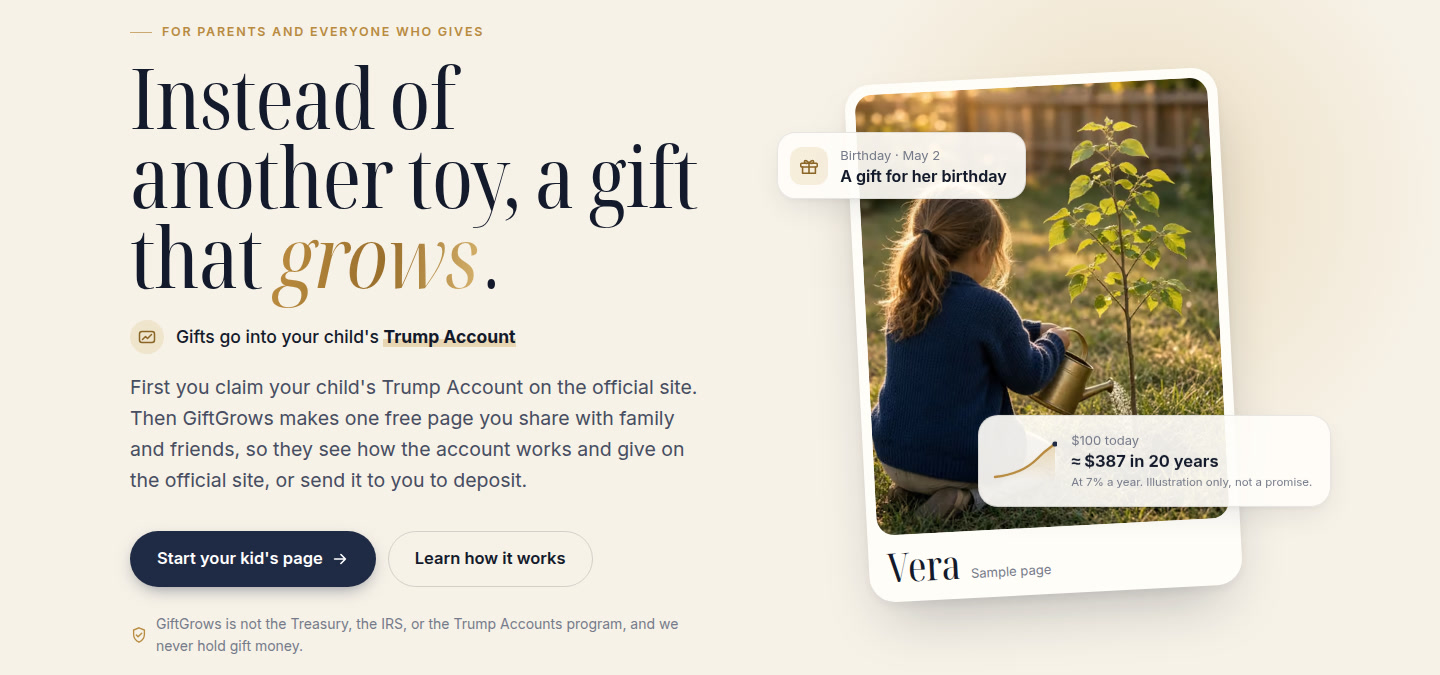 FOR PARENTS AND EVERYONE WHO GIVES
Instead of
another toy, a gift
that grows.
Gifts go into your child's Trump Account
First you claim your child's Trump Account on the official site.
Then GiftGrows makes one free page you share with family
and friends, so they see how the account works and give on
the official site, or send it to you to deposit.
Start your kid's page →
Learn how it works
GiftGrows is not the Treasury, the IRS, or the Trump Accounts program, and we
never hold gift money.
Birthday · May 2
A gift for her birthday
$100 today
≈ $387 in 20 years
At 7% a year. Illustration only, not a promise.
Vera Sample page